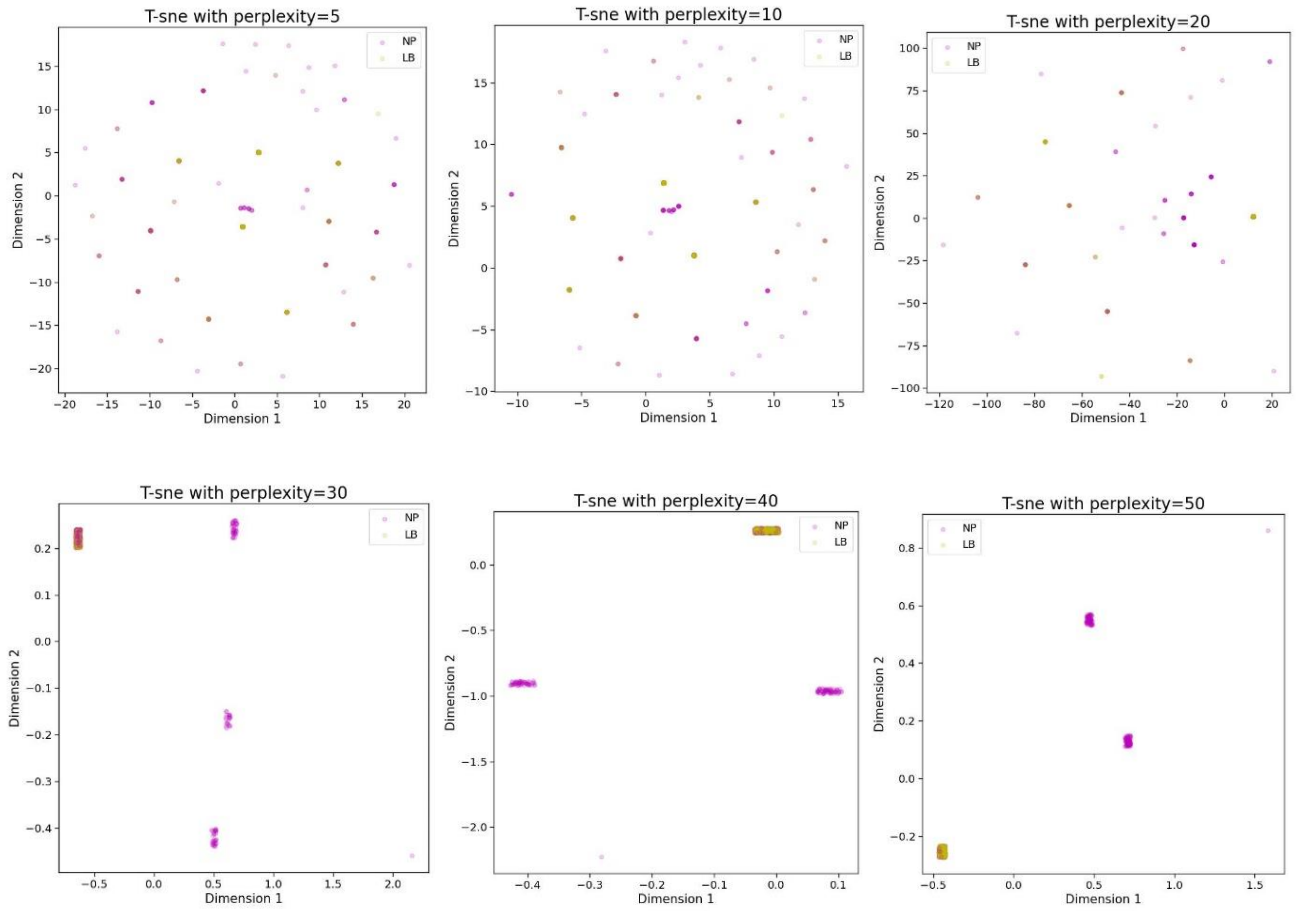 T-sne with perplexity=5
NP
LB
15
10
5
0
−5
−10
−15
−20
Dimension 2
−20 −15 −10 −5 0 5 10 15 20
Dimension 1
T-sne with perplexity=10
NP
LB
15
10
5
0
−5
−10
Dimension 2
−10 −5 0 5 10 15
Dimension 1
T-sne with perplexity=20
NP
LB
100
75
50
25
0
−25
−50
−75
−100
Dimension 2
−120 −100 −80 −60 −40 −20 0 20
Dimension 1
T-sne with perplexity=30
NP
LB
0.2
0.1
0.0
−0.1
−0.2
−0.3
−0.4
Dimension 2
−0.5 0.0 0.5 1.0 1.5 2.0
Dimension 1
T-sne with perplexity=40
NP
LB
0.0
−0.5
−1.0
−1.5
−2.0
Dimension 2
−0.4 −0.3 −0.2 −0.1 0.0 0.1
Dimension 1
T-sne with perplexity=50
NP
LB
0.8
0.6
0.4
0.2
0.0
−0.2
Dimension 2
−0.5 0.0 0.5 1.0 1.5
Dimension 1